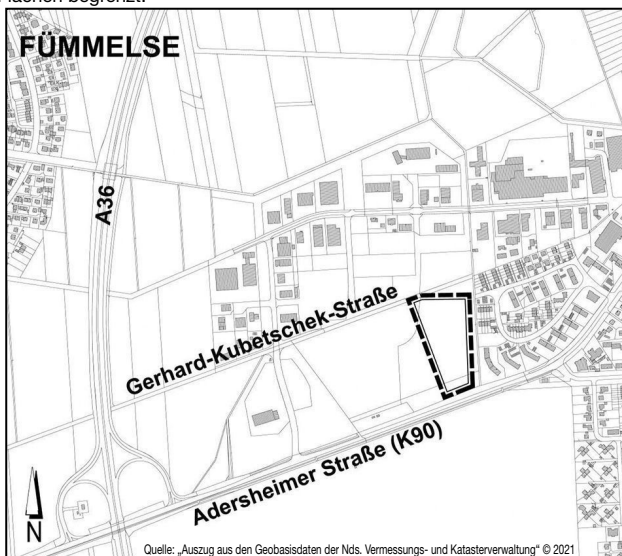 Flächen begrenzt.
FÜMMELSE
A36
Gerhard-Kubetschek-Straße
Adersheimer Straße (K90)
N
Quelle: „Auszug aus den Geobasisdaten der Nds. Vermessungs- und Katasterverwaltung“ © 2021